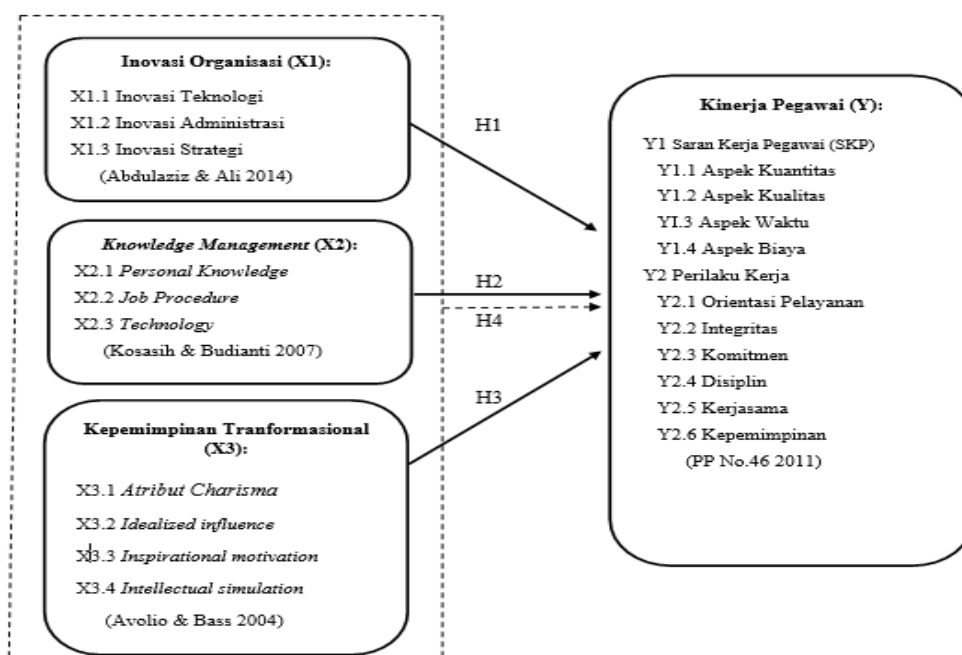 Inovasi Organisasi (X1):
X1.1 Inovasi Teknologi
X1.2 Inovasi Administrasi
X1.3 Inovasi Strategi
(Abdulaziz & Ali 2014)
Knowledge Management (X2):
X2.1 Personal Knowledge
X2.2 Job Procedure
X2.3 Technology
(Kosasih & Budianti 2007)
Kepemimpinan Tranformasional
(X3):
X3.1 Atribut Charisma
X3.2 Idealized influence
X3.3 Inspirational motivation
X3.4 Intellectual simulation
(Avolio & Bass 2004)
H1
H2
H4
H3
Kinerja Pegawai (Y):
Y1 Saran Kerja Pegawai (SKP)
Y1.1 Aspek Kuantitas
Y1.2 Aspek Kualitas
YI.3 Aspek Waktu
Y1.4 Aspek Biaya
Y2 Perilaku Kerja
Y2.1 Orientasi Pelayanan
Y2.2 Integritas
Y2.3 Komitmen
Y2.4 Disiplin
Y2.5 Kerjasama
Y2.6 Kepemimpinan
(PP No.46 2011)